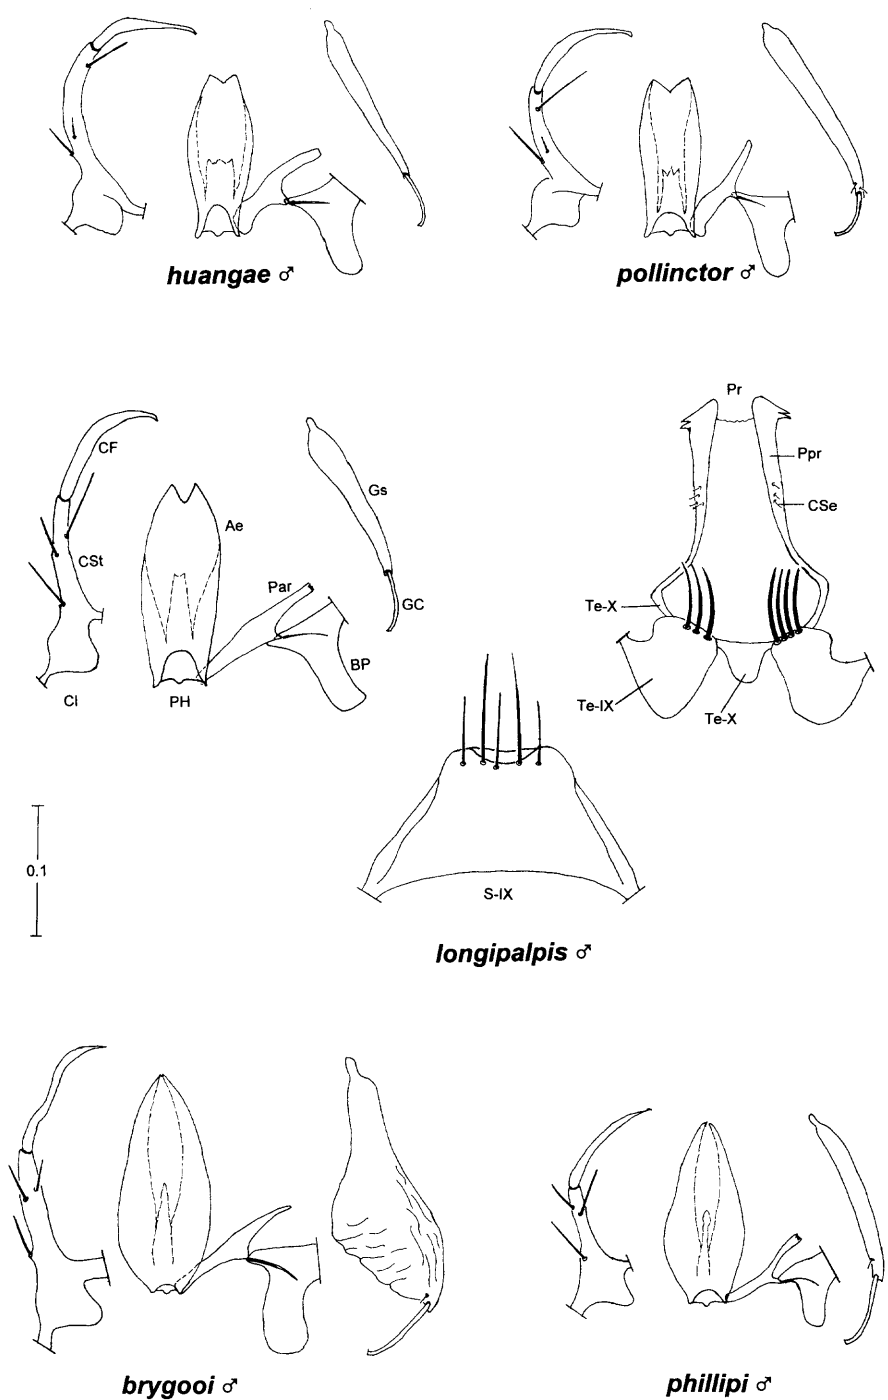 huangae ♂
pollinctor ♂
CF
CSt
Cl
Ae
PH
Par
BP
Gs
GC
Pr
Ppr
CSe
Te-X
Te-IX
Te-X
0.1
S-IX
longipalpis ♂
brygooi ♂
phillipi ♂